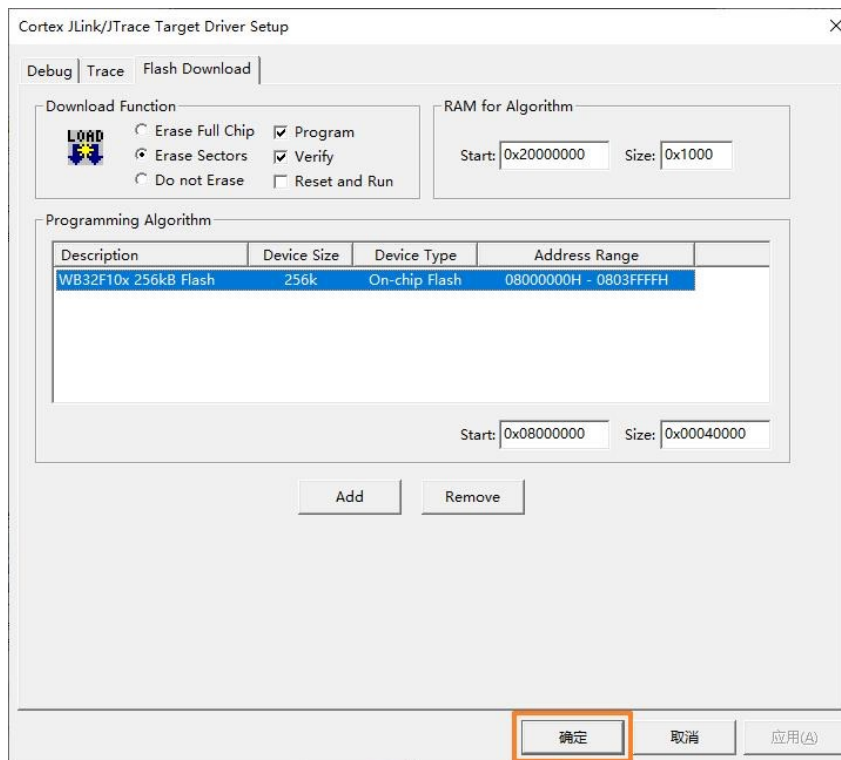 Cortex JLink/JTrace Target Driver Setup
Debug Trace Flash Download
Download Function
LOAD
Erase Full Chip Program
Erase Sectors Verify
Do not Erase Reset and Run
RAM for Algorithm
Start: 0x20000000 Size: 0x1000
Programming Algorithm
Description Device Size Device Type Address Range
WB32F10x 256kB Flash 256k On-chip Flash 08000000H - 0803FFFFH
Start: 0x08000000 Size: 0x00040000
Add Remove
确定 取消 应用(A)